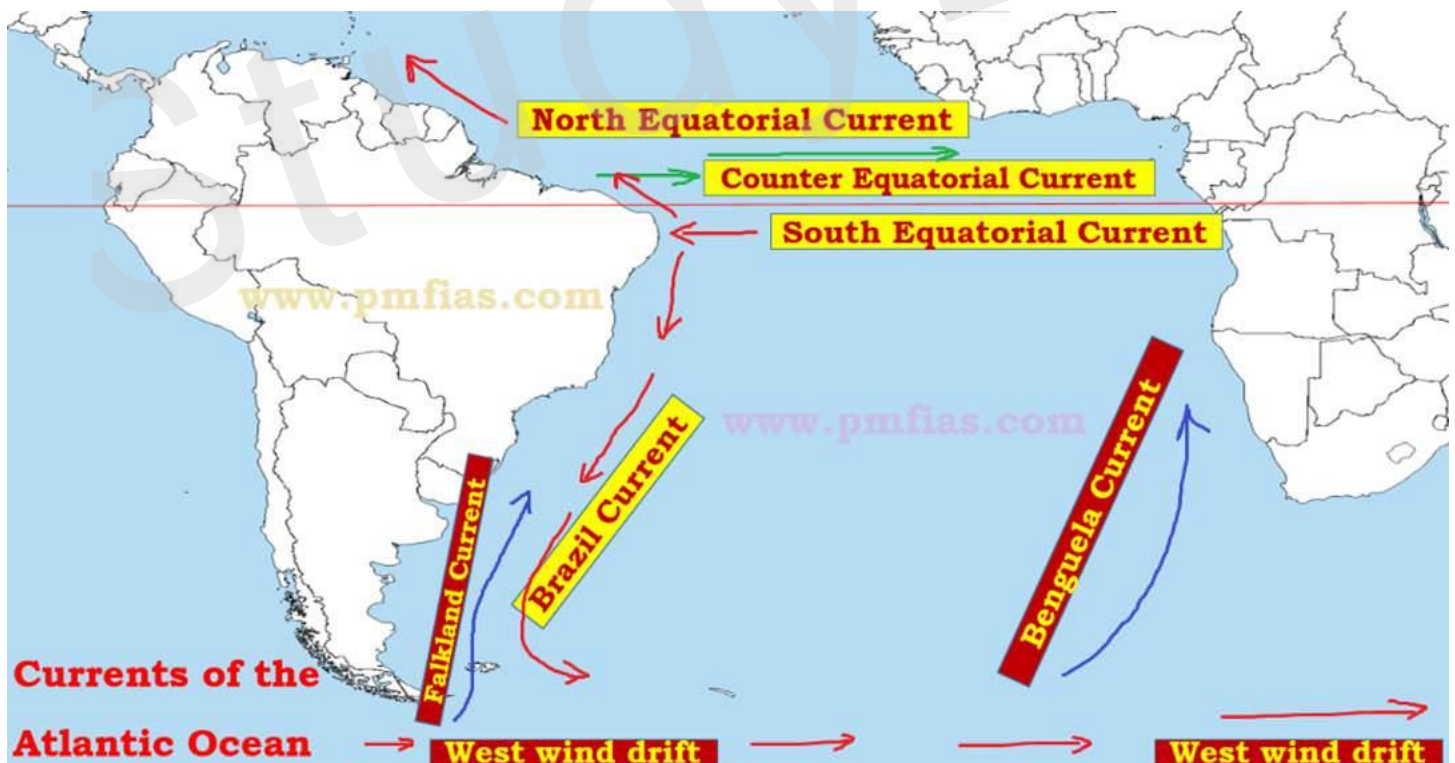 Study
North Equatorial Current
Counter Equatorial Current
South Equatorial Current
www.pmfias.com
www.pmfias.com
Brazil Current
Falkland Current
Benguela Current
Currents of the
Atlantic Ocean
West wind drift
West wind drift